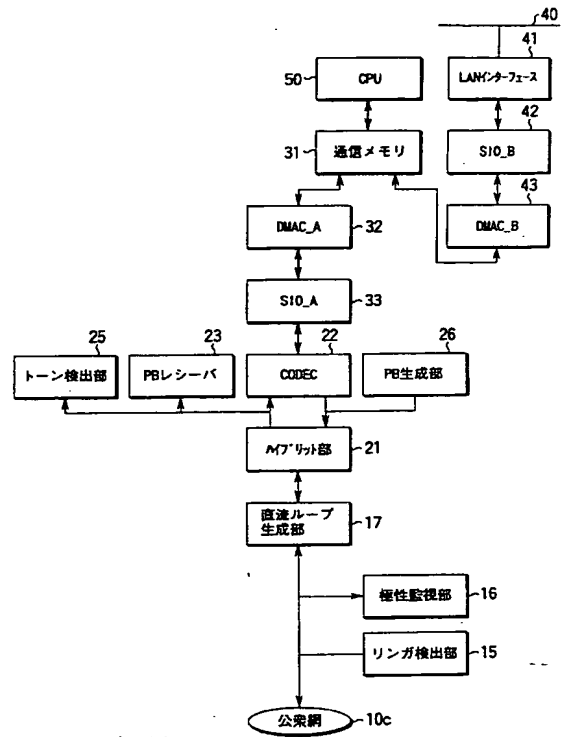 40
41
50 CPU
LANインターフェース
42
31 通信メモリ
SIO_B
43
DMAC_A 32
DMAC_B
SIO_A 33
25 23 22 26
トーン検出部 PBレシーバ CODEC PB生成部
ハイブリット部 21
直流ループ
生成部 17
極性監視部 16
リンガ検出部 15
公衆網 10c